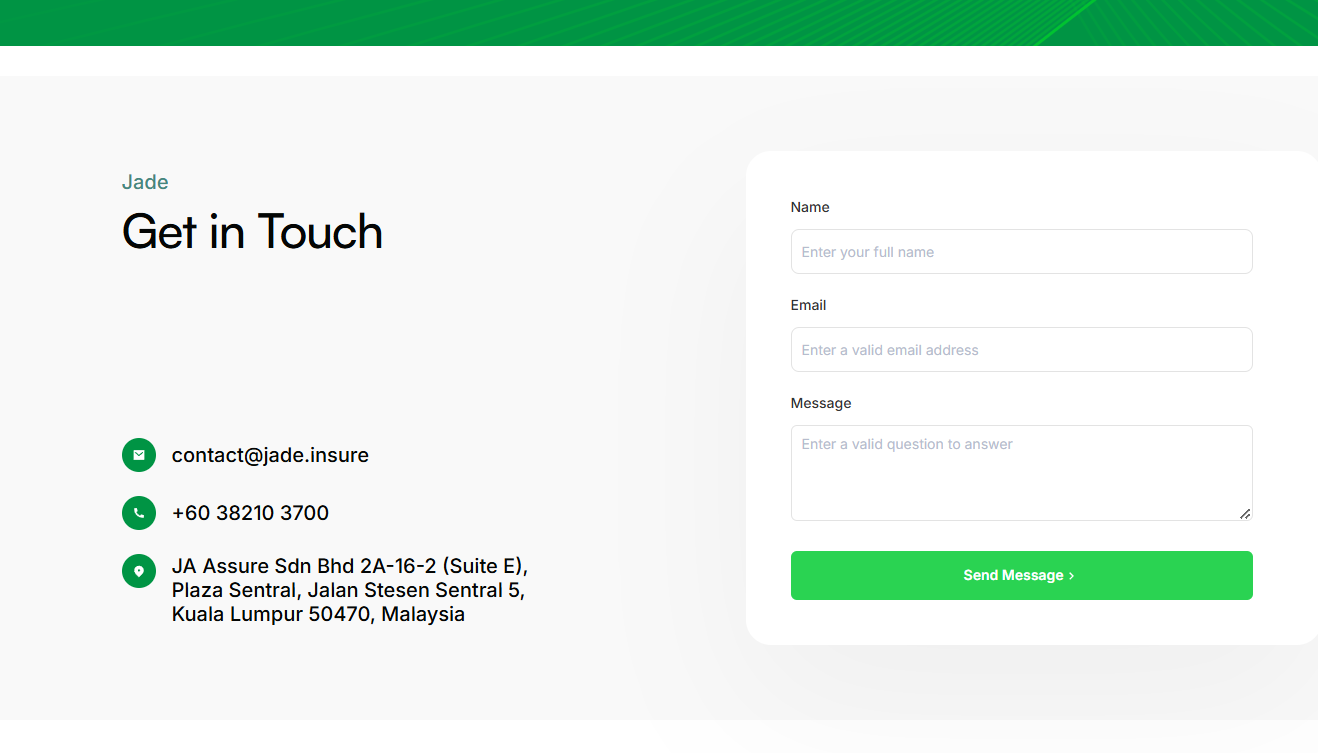 Jade
Get in Touch
contact@jade.insure
+60 38210 3700
JA Assure Sdn Bhd 2A-16-2 (Suite E),
Plaza Sentral, Jalan Stesen Sentral 5,
Kuala Lumpur 50470, Malaysia
Name
Enter your full name
Email
Enter a valid email address
Message
Enter a valid question to answer
Send Message ›